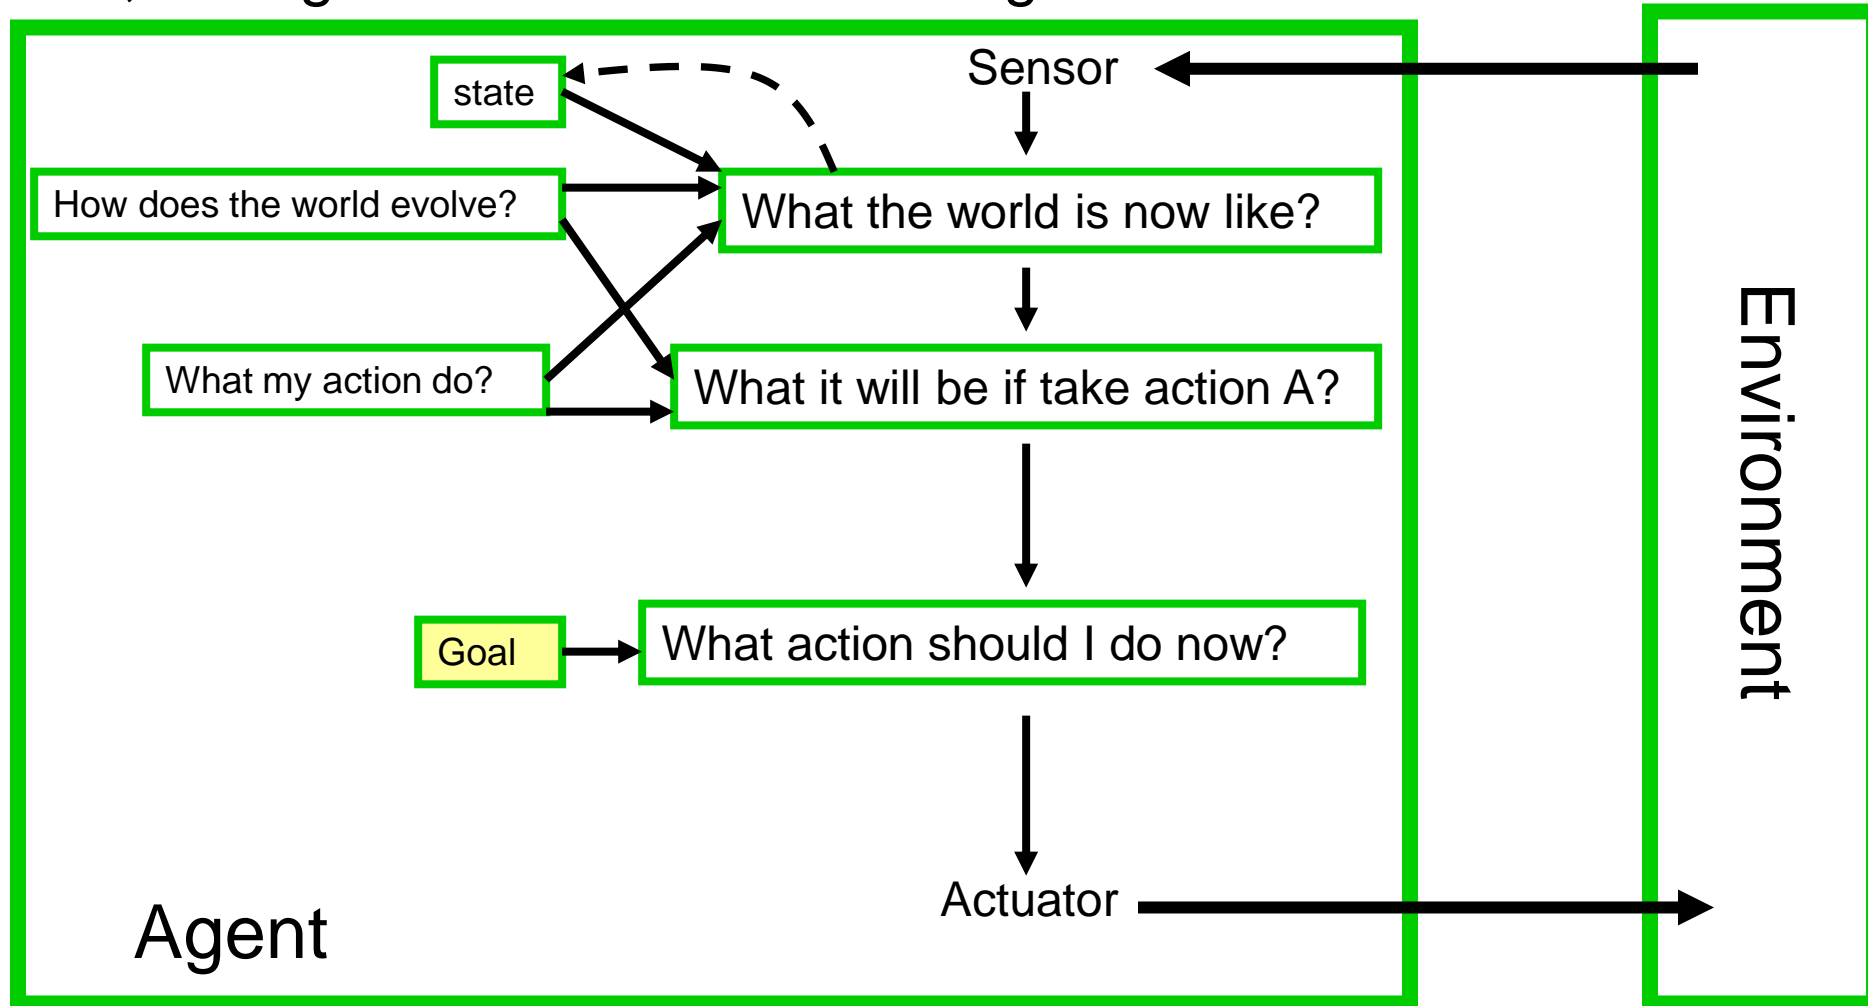 Sensor
state
How does the world evolve?
What the world is now like?
What my action do?
What it will be if take action A?
Goal
What action should I do now?
Actuator
Agent
Environment